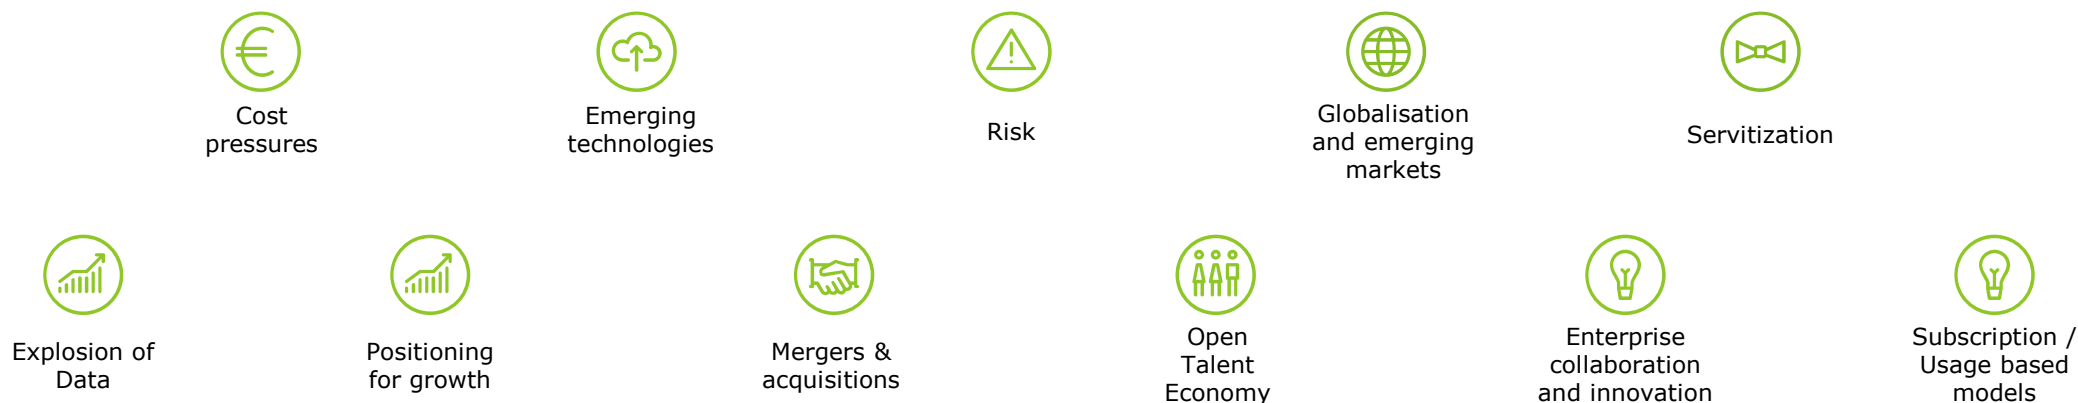 Cost
pressures
Emerging
technologies
Risk
Globalisation
and emerging
markets
Servitization
Explosion of
Data
Positioning
for growth
Mergers &
acquisitions
Open
Talent
Economy
Enterprise
collaboration
and innovation
Subscription /
Usage based
models